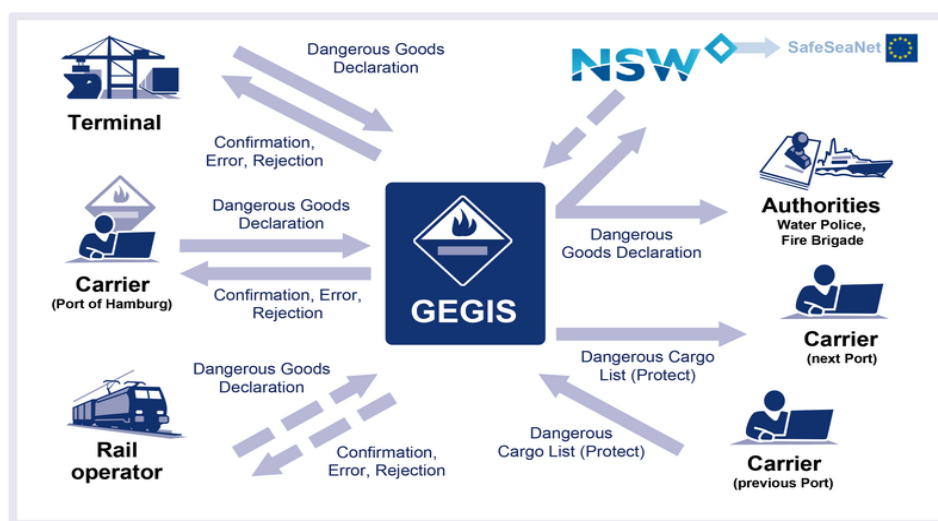 Dangerous Goods
Declaration
NSW
SafeSeaNet
Terminal
Confirmation,
Error, Rejection
Authorities
Water Police,
Fire Brigade
Dangerous Goods
Declaration
Dangerous
Goods Declaration
Carrier
(Port of Hamburg)
Confirmation, Error,
Rejection
GEGIS
Carrier
(next Port)
Dangerous Cargo
List (Protect)
Dangerous Goods
Declaration
Rail
operator
Confirmation,
Error, Rejection
Dangerous
Cargo List (Protect)
Carrier
(previous Port)